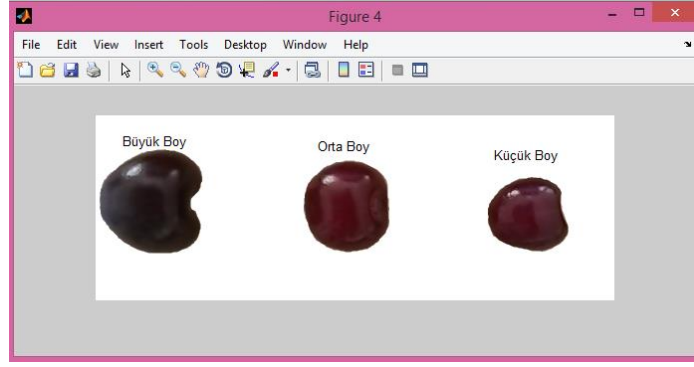 Figure 4
File Edit View Insert Tools Desktop Window Help
Büyük Boy
Orta Boy
Küçük Boy